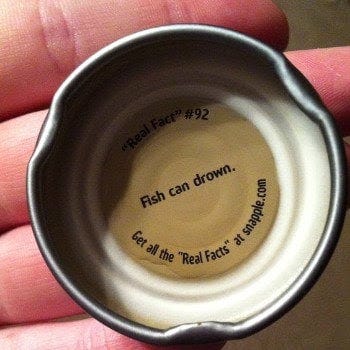 "Real Fact" #92
Fish can drown.
Get all the "Real Facts" at snapple.com